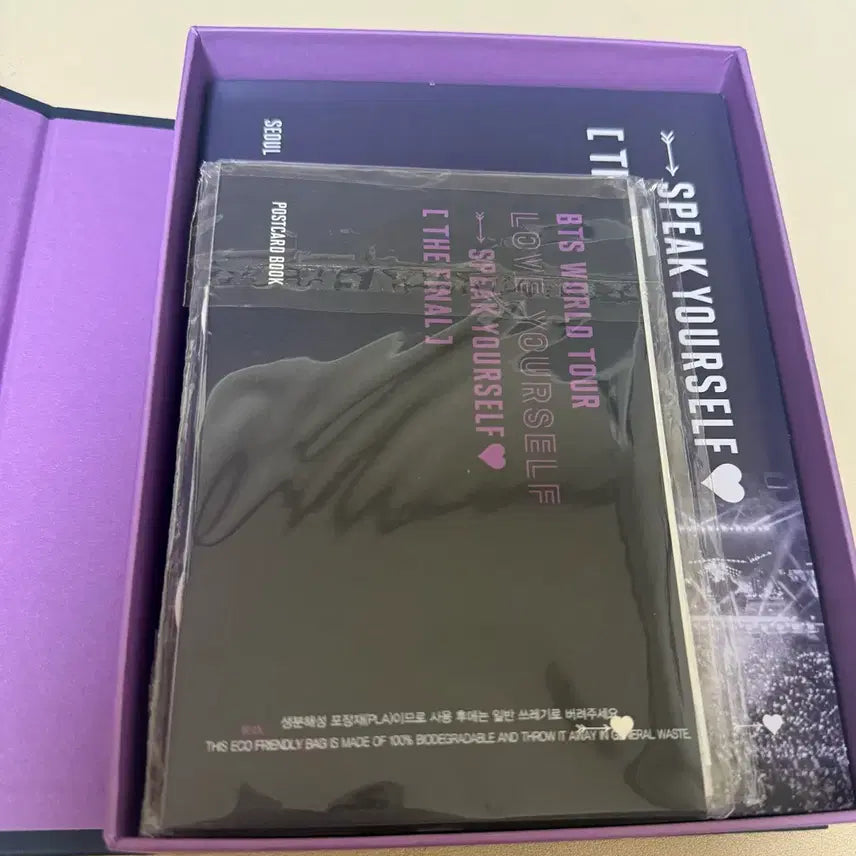 SEOUL
[ TH
SPEAK YOURSELF
POSTCARD BOOK
BTS WORLD TOUR
LOVE YOURSELF
SPEAK YOURSELF
[ THE FINAL ]
생분해성 포장재(PLA)이므로 사용 후에는 일반 쓰레기로 버려주세요
THIS ECO FRIENDLY BAG IS MADE OF 100% BIODEGRADABLE AND THROW IT AWAY IN GENERAL WASTE.